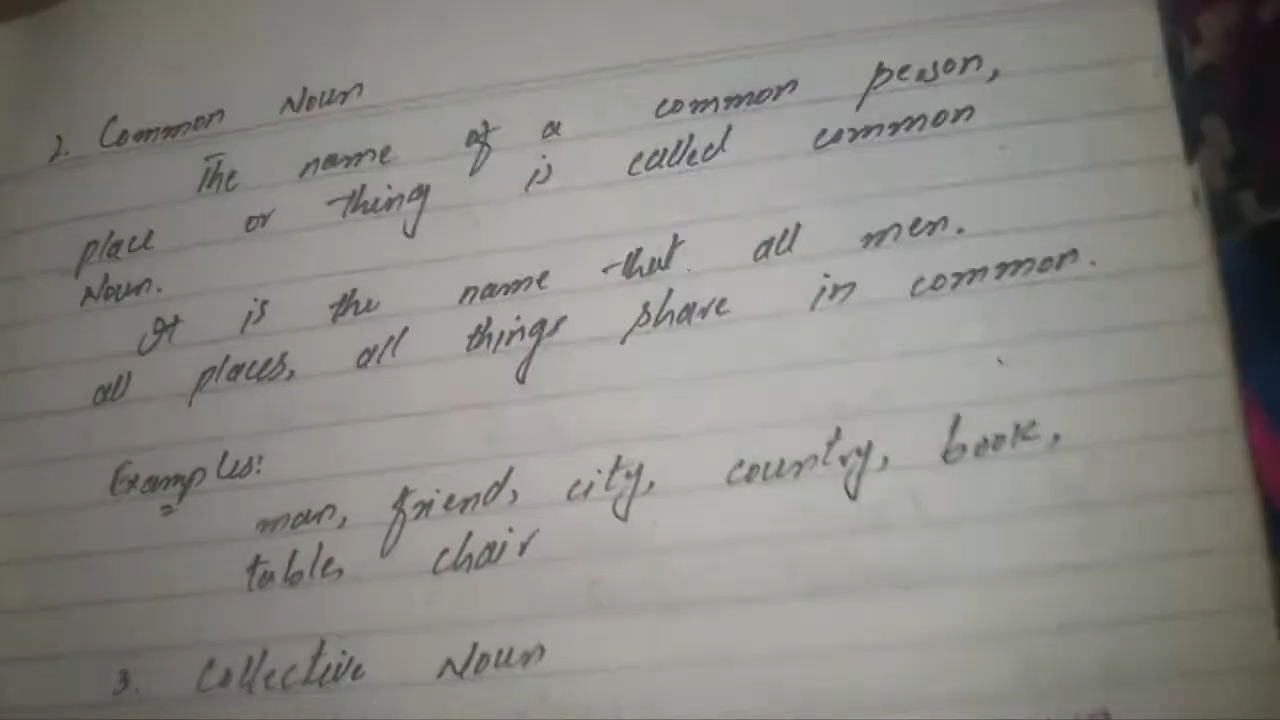 2. Common Noun
The name of a common person,
place or thing is called common
Noun.
It is the name that all men.
all places, all things share in common.
Examples:
man, friend, city, country, book,
table, chair
3. Collective Noun